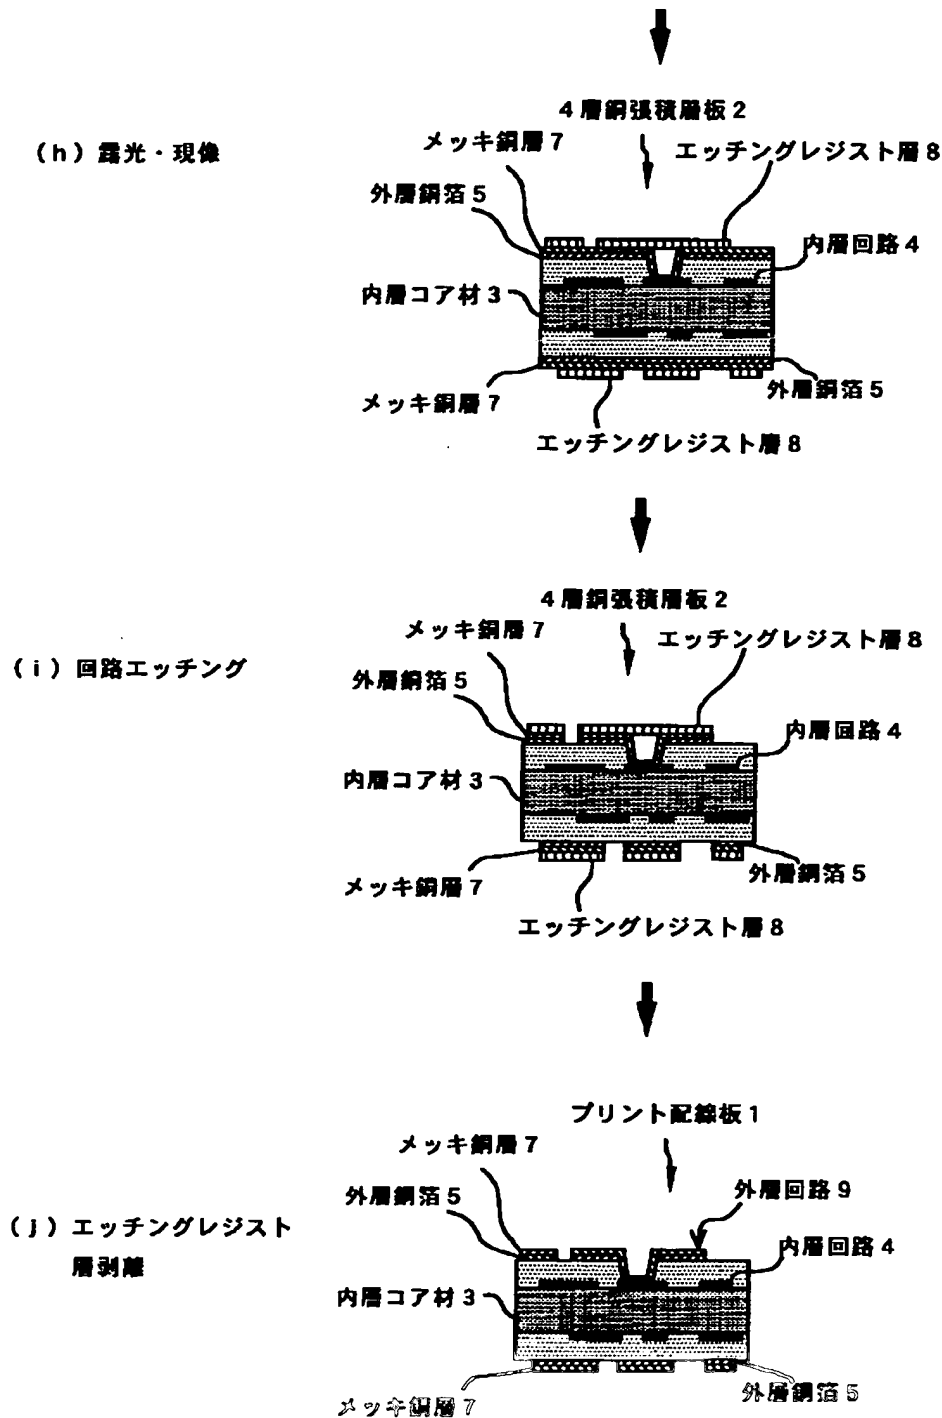 4層銅張積層板2
(h)露光・現像
メッキ銅層7
エッチングレジスト層8
外層銅箔5
内層回路4
内層コア材3
外層銅箔5
メッキ銅層7
エッチングレジスト層8
4層銅張積層板2
メッキ銅層7
エッチングレジスト層8
(i)回路エッチング
外層銅箔5
内層回路4
内層コア材3
外層銅箔5
メッキ銅層7
エッチングレジスト層8
プリント配線板1
メッキ銅層7
外層銅箔5
外層回路9
(j)エッチングレジスト
層剥離
内層回路4
内層コア材3
外層銅箔5
メッキ銅層7